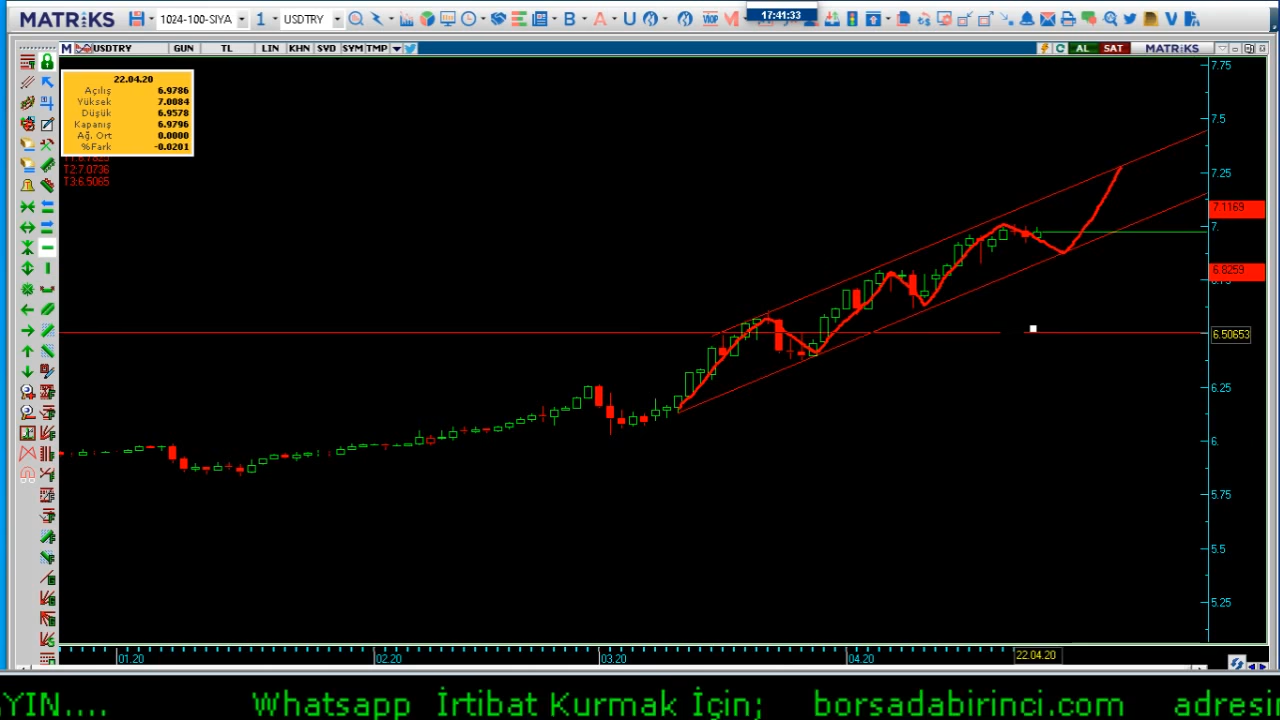 MATRiKS 1024-100-SIYA 1 USDTRY B A U VIOP M 17:41:33
M USDTRY GUN TL LIN KHN SVD SYM TMP C AL SAT MATRiKS
22.04.20
Açılış 6.9786
Yüksek 7.0084
Düşük 6.9578
Kapanış 6.9796
Ağ. Ort 0.0000
%Fark -0.0201
T2:7.0736
T3:6.5065
7.75
7.5
7.25
7.1169
7.
6.8259
6.75
6.50653
6.25
6.
5.75
5.5
5.25
01.20 02.20 03.20 04.20 22.04.20
YIN.... Whatsapp İrtibat Kurmak İçin; borsadabirinci.com adresi